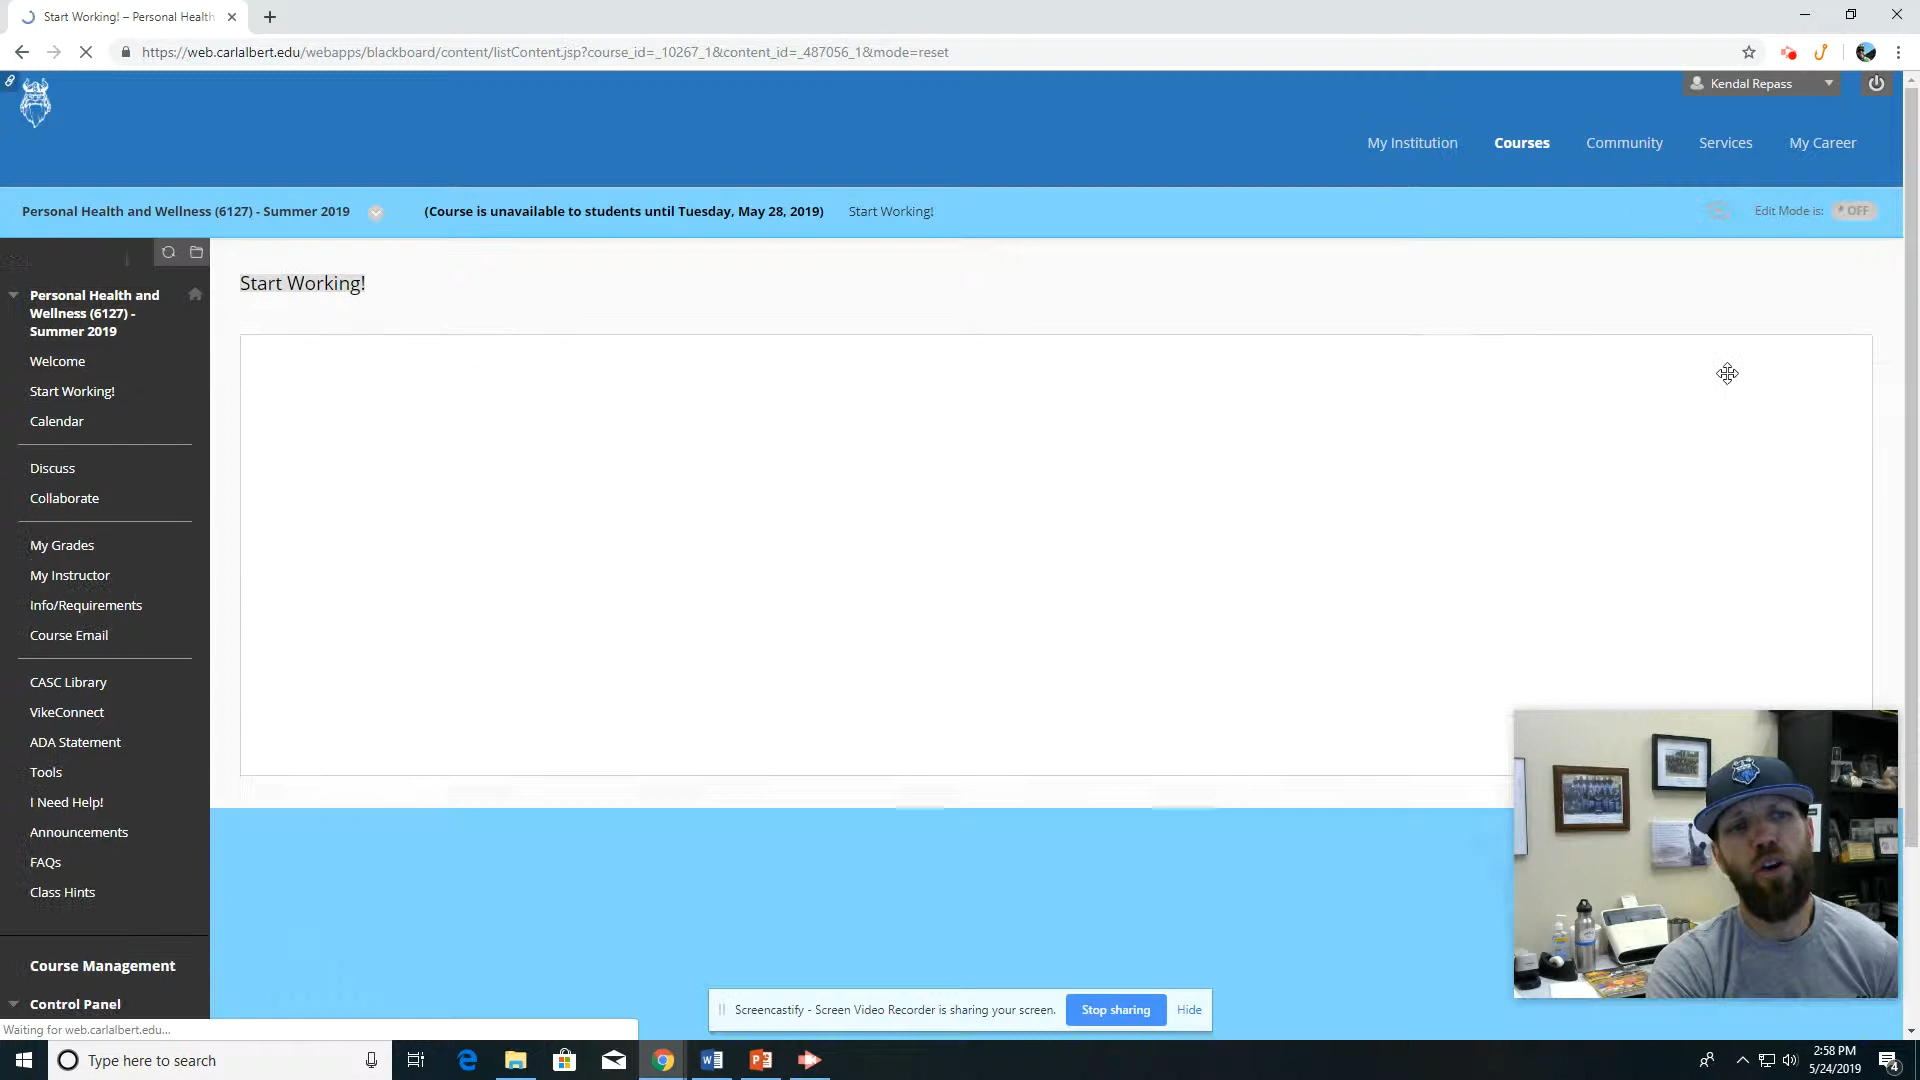 Start Working! – Personal Health
https://web.carlalbert.edu/webapps/blackboard/content/listContent.jsp?course_id=_10267_1&content_id=_487056_1&mode=reset
Kendal Repass
My Institution
Courses
Community
Services
My Career
Personal Health and Wellness (6127) - Summer 2019
(Course is unavailable to students until Tuesday, May 28, 2019)
Start Working!
Edit Mode is:
OFF
Start Working!
Personal Health and
Wellness (6127) -
Summer 2019
Welcome
Start Working!
Calendar
Discuss
Collaborate
My Grades
My Instructor
Info/Requirements
Course Email
CASC Library
VikeConnect
ADA Statement
Tools
I Need Help!
Announcements
FAQs
Class Hints
Course Management
Control Panel
Waiting for web.carlalbert.edu...
Screencastify - Screen Video Recorder is sharing your screen.
Stop sharing
Hide
Type here to search
2:58 PM
5/24/2019
4